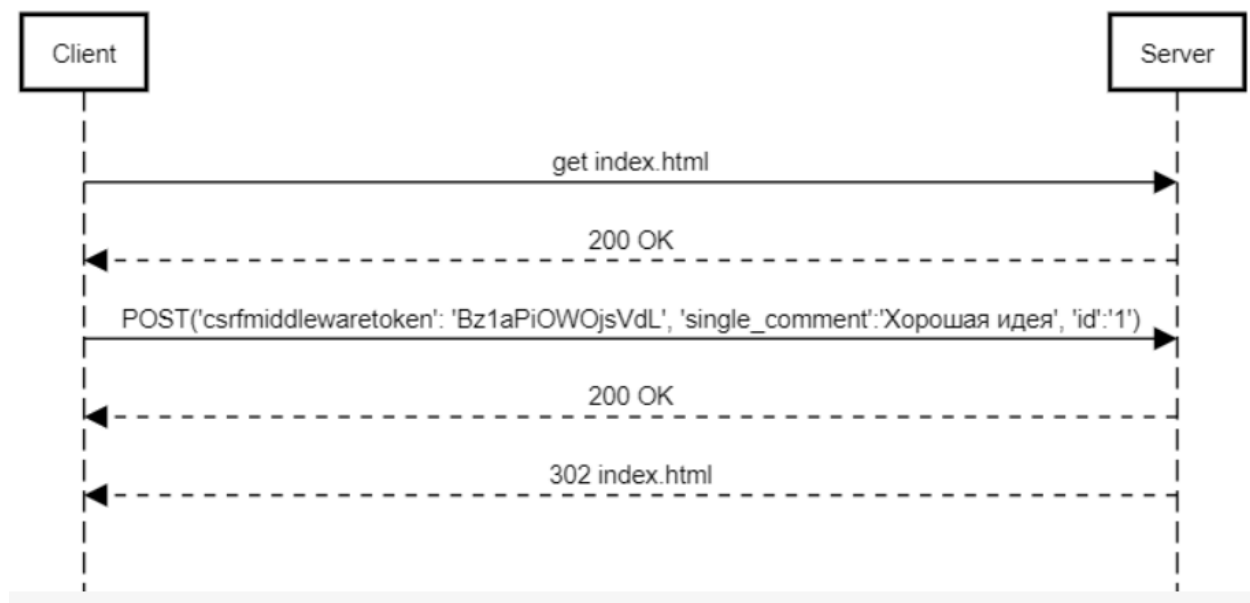 Client
Server
get index.html
200 OK
POST('csrfmiddlewaretoken': 'Bz1aPiOWOjsVdL', 'single_comment':'Хорошая идея', 'id':'1')
200 OK
302 index.html